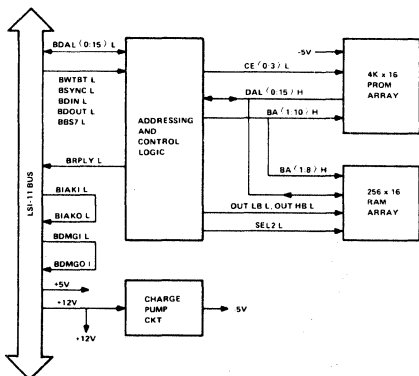 LSI-11 BUS
BDAL (0:15) L
BWTBT L
BSYNC L
BDIN L
BDOUT L
BBS7 L
BRPLY L
BIAKI L
BIAKO L
BDMGI L
BDMGO L
+5V
+12V
+12V
ADDRESSING
AND
CONTROL
LOGIC
CHARGE
PUMP
CKT
5V
-5V
CE (0:3) L
DAL (0:15) H
BA (1:10) H
4K x 16
PROM
ARRAY
BA (1:8) H
OUT LB L, OUT HB L
SEL2 L
256 x 16
RAM
ARRAY